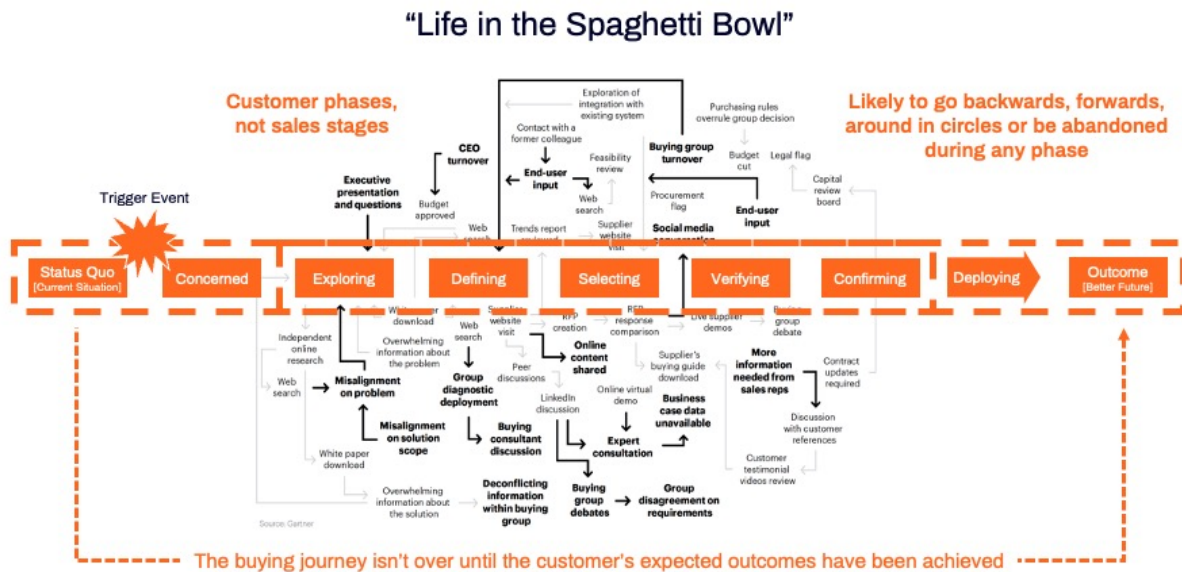 “Life in the Spaghetti Bowl”
Customer phases,
not sales stages
Likely to go backwards, forwards,
around in circles or be abandoned
during any phase
Exploration of
integration with
existing system
Purchasing rules
overrule group decision
Contact with a
former colleague
CEO
turnover
Feasibility
review
Buying group
turnover
Budget
cut
Legal flag
Executive
presentation
and questions
End-user
input
Capital
review
board
Trigger Event
Budget
approved
Web
search
Procurement
flag
End-user
input
Web
search
Trends report
Supplier
website
visit
Social media
Status Quo
[Current Situation]
Concerned
Exploring
Defining
Selecting
Verifying
Confirming
Deploying
Outcome
[Better Future]
download
Web
search
Supplier
website
visit
RFP
creation
RFP
response
comparison
Live supplier
demos
Buying
group
debate
Independent
online
research
Overwhelming
information about
the problem
Online
content
shared
Supplier's
buying guide
download
More
information
needed from
sales reps
Contract
updates
required
Web
search
Misalignment
on problem
Group
diagnostic
deployment
Peer
discussions
LinkedIn
discussion
Online virtual
demo
Business
case data
unavailable
Misalignment
on solution
scope
Buying
consultant
discussion
Expert
consultation
Discussion
with customer
references
White paper
download
Customer
testimonial
videos review
Overwhelming
information about
the solution
Deconflicting
information
within buying
group
Buying
group
debates
Group
disagreement on
requirements
Source: Gartner
The buying journey isn’t over until the customer’s expected outcomes have been achieved